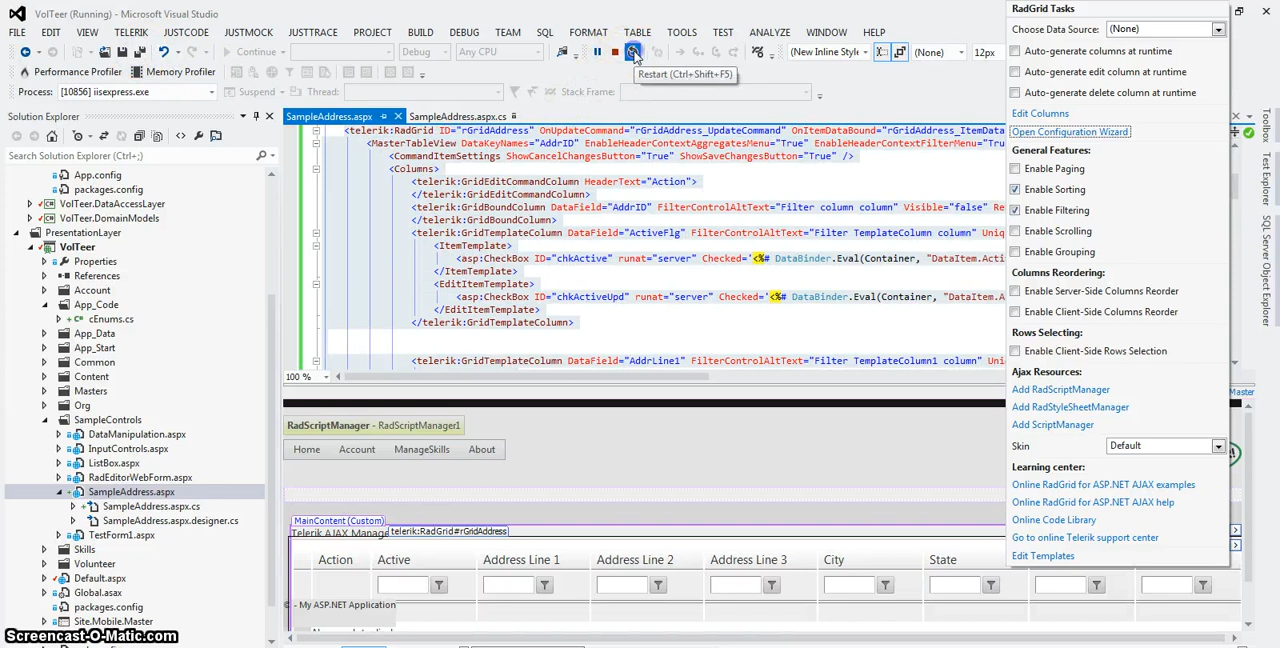 VolTeer (Running) - Microsoft Visual Studio
FILE EDIT VIEW TELERIK JUSTCODE JUSTMOCK JUSTTRACE PROJECT BUILD DEBUG TEAM SQL FORMAT TABLE TOOLS TEST ANALYZE WINDOW HELP
Continue Debug Any CPU (New Inline Style (None) 12px
Performance Profiler Memory Profiler
Restart (Ctrl+Shift+F5)
Process: [10856] iisexpress.exe Suspend Thread: Stack Frame:
Solution Explorer
Search Solution Explorer (Ctrl+;)
App.config
packages.config
VolTeer.DataAccessLayer
VolTeer.DomainModels
PresentationLayer
VolTeer
Properties
References
Account
App_Code
cEnums.cs
App_Data
App_Start
Common
Content
Masters
Org
SampleControls
DataManipulation.aspx
InputControls.aspx
ListBox.aspx
RadEditorWebForm.aspx
SampleAddress.aspx
SampleAddress.aspx.cs
SampleAddress.aspx.designer.cs
TestForm1.aspx
Skills
Volunteer
Default.aspx
Global.asax
packages.config
Site.Mobile.Master
SampleAddress.aspx SampleAddress.aspx.cs
<telerik:RadGrid ID="rGridAddress" OnUpdateCommand="rGridAddress_UpdateCommand" OnItemDataBound="rGridAddress_ItemData
<MasterTableView DataKeyNames="AddrID" EnableHeaderContextAggregatesMenu="True" EnableHeaderContextFilterMenu="Tru
<CommandItemSettings ShowCancelChangesButton="True" ShowSaveChangesButton="True" />
<Columns>
<telerik:GridEditCommandColumn HeaderText="Action">
</telerik:GridEditCommandColumn>
<telerik:GridBoundColumn DataField="AddrID" FilterControlAltText="Filter column column" Visible="false" Re
</telerik:GridBoundColumn>
<telerik:GridTemplateColumn DataField="ActiveFlg" FilterControlAltText="Filter TemplateColumn column" Uniq
<ItemTemplate>
<asp:CheckBox ID="chkActive" runat="server" Checked='<%# DataBinder.Eval(Container, "DataItem.Acti
</ItemTemplate>
<EditItemTemplate>
<asp:CheckBox ID="chkActiveUpd" runat="server" Checked='<%# DataBinder.Eval(Container, "DataItem.A
</EditItemTemplate>
</telerik:GridTemplateColumn>
<telerik:GridTemplateColumn DataField="AddrLine1" FilterControlAltText="Filter TemplateColumn1 column" Uni
100 %
RadScriptManager - RadScriptManager1
Home Account ManageSkills About
MainContent (Custom)
Telerik AJAX Manage telerik:RadGrid#rGridAddress
Action Active Address Line 1 Address Line 2 Address Line 3 City State
© - My ASP.NET Application
RadGrid Tasks
Choose Data Source: (None)
Auto-generate columns at runtime
Auto-generate edit column at runtime
Auto-generate delete column at runtime
Edit Columns
Open Configuration Wizard
General Features:
Enable Paging
Enable Sorting
Enable Filtering
Enable Scrolling
Enable Grouping
Columns Reordering:
Enable Server-Side Columns Reorder
Enable Client-Side Columns Reorder
Rows Selecting:
Enable Client-Side Rows Selection
Ajax Resources:
Add RadScriptManager
Add RadStyleSheetManager
Add ScriptManager
Skin Default
Learning center:
Online RadGrid for ASP.NET AJAX examples
Online RadGrid for ASP.NET AJAX help
Online Code Library
Go to online Telerik support center
Edit Templates
Master
Toolbox
Test Explorer
SQL Server Object Explorer
Screencast-O-Matic.com